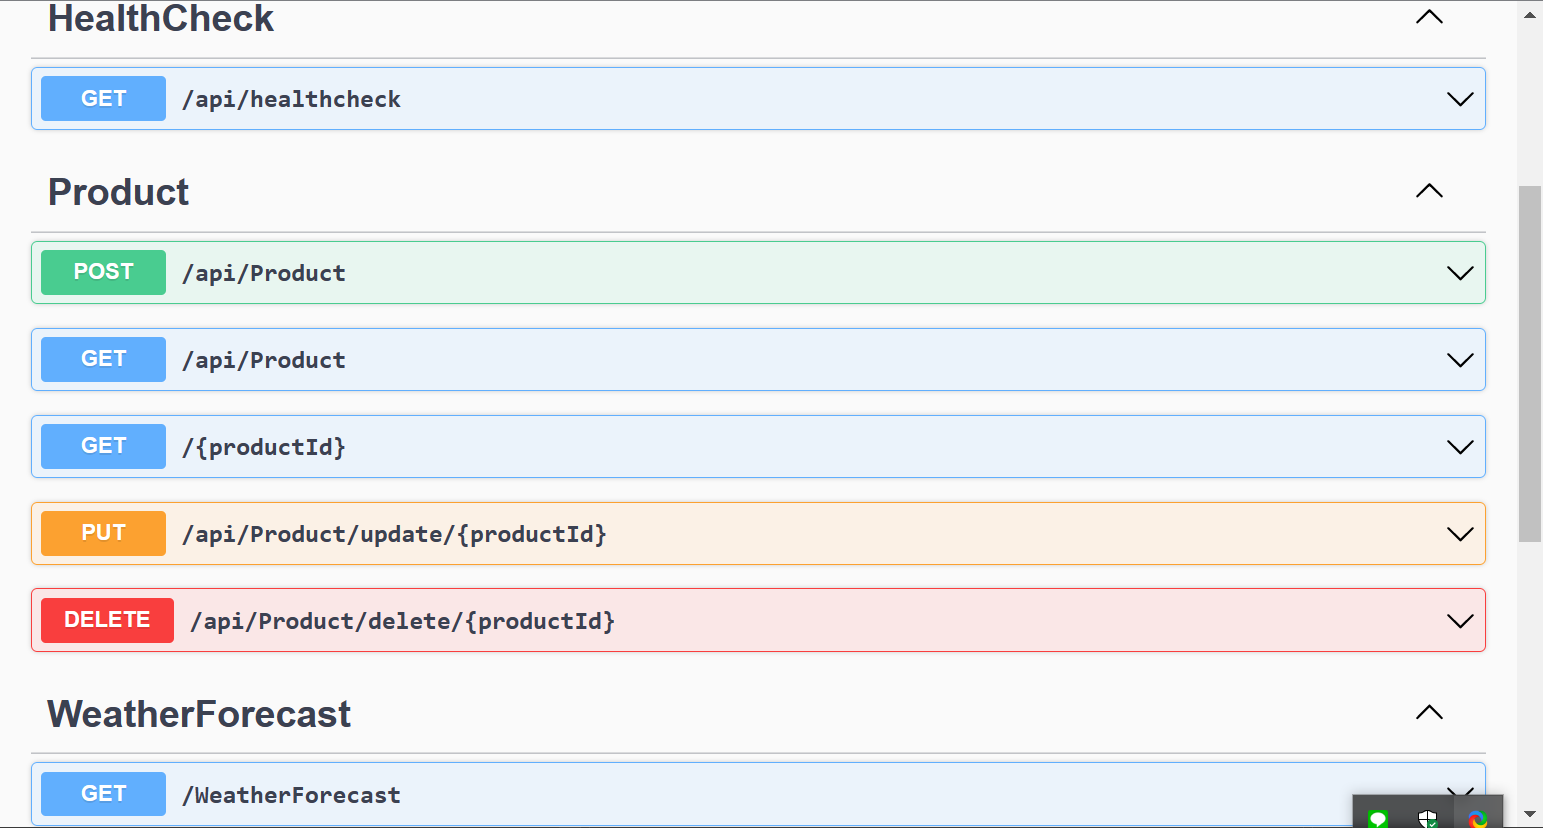 HealthCheck
GET /api/healthcheck
Product
POST /api/Product
GET /api/Product
GET /{productId}
PUT /api/Product/update/{productId}
DELETE /api/Product/delete/{productId}
WeatherForecast
GET /WeatherForecast